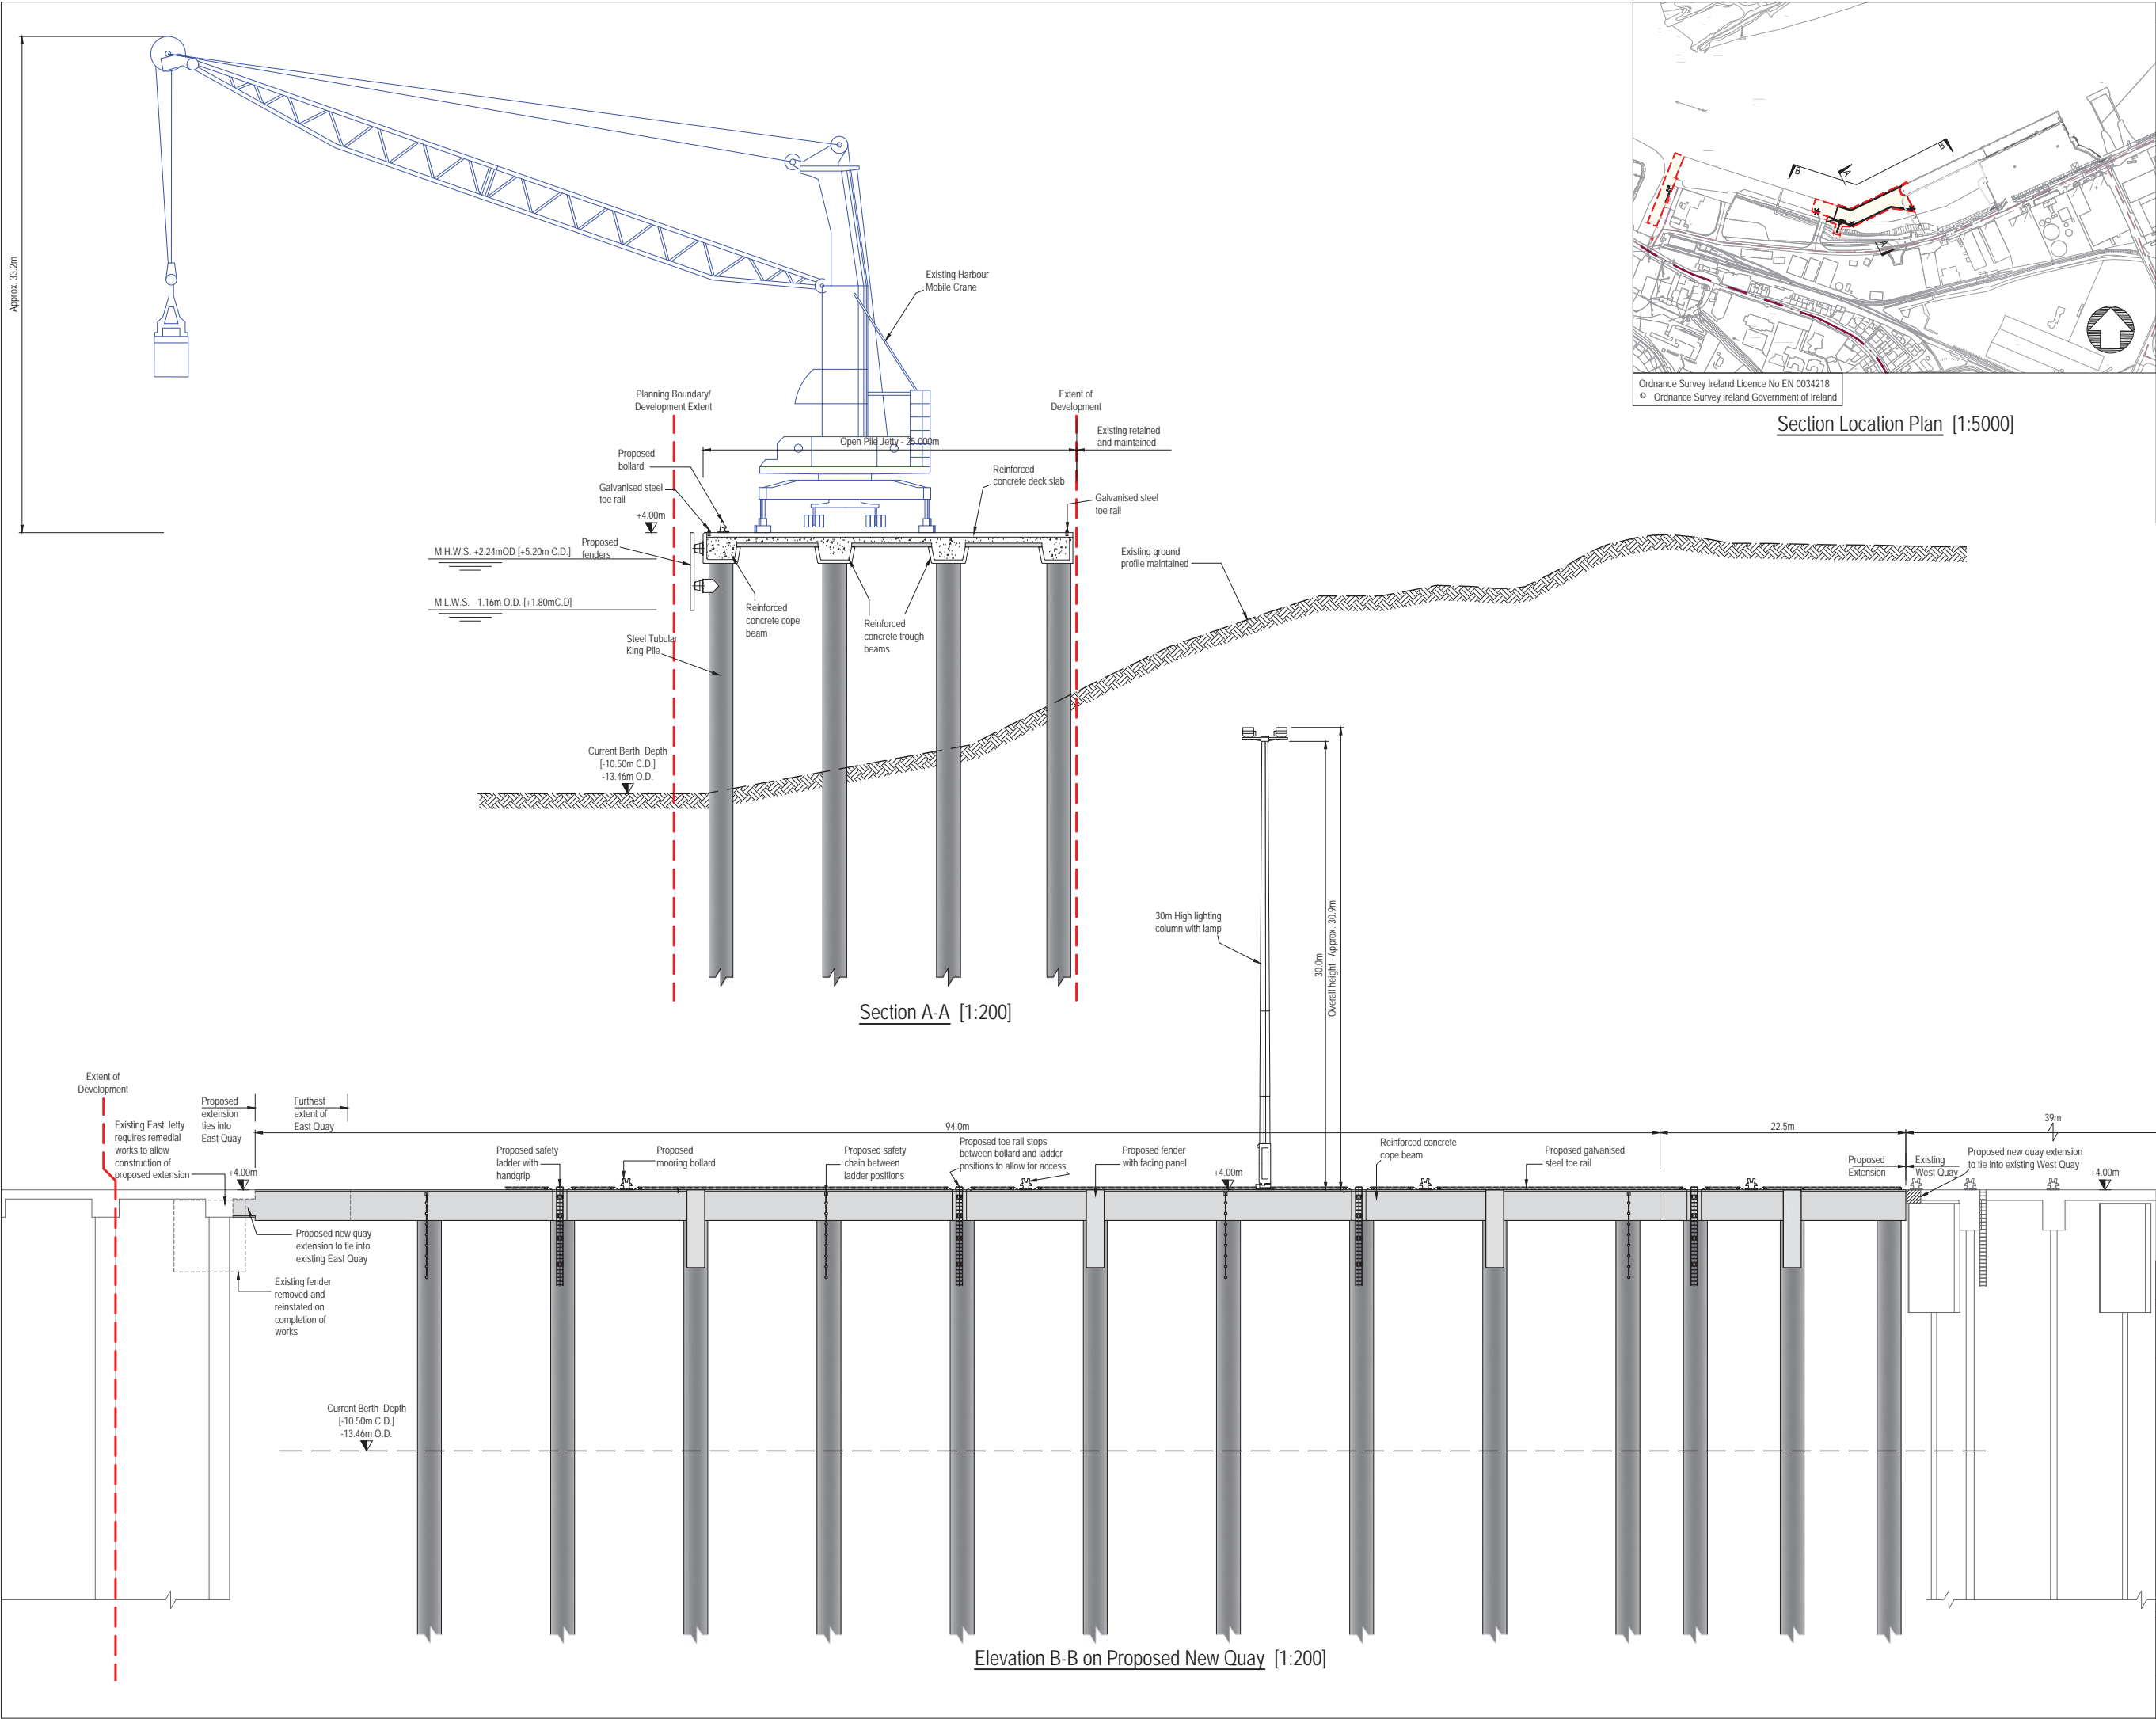 Approx. 33.2m
Existing Harbour
Mobile Crane
Planning Boundary/
Development Extent
Extent of
Development
Existing retained
and maintained
Open Pile Jetty - 25.000m
Proposed
bollard
Galvanised steel
toe rail
+4.00m
Reinforced
concrete deck slab
Galvanised steel
toe rail
M.H.W.S. +2.24mOD [+5.20m C.D.]
Proposed
fenders
M.L.W.S. -1.16m O.D. [+1.80mC.D]
Existing ground
profile maintained
Reinforced
concrete cope
beam
Reinforced
concrete trough
beams
Steel Tubular
King Pile
Current Berth Depth
[-10.50m C.D.]
-13.46m O.D.
Section A-A [1:200]
B
A
B
A
Ordnance Survey Ireland Licence No EN 0034218
© Ordnance Survey Ireland Government of Ireland
Section Location Plan [1:5000]
30m High lighting
column with lamp
30.0m
Overall height - Approx. 30.9m
Extent of
Development
Existing East Jetty
requires remedial
works to allow
construction of
proposed extension
Proposed
extension
ties into
East Quay
Furthest
extent of
East Quay
+4.00m
94.0m
22.5m
39m
Proposed safety
ladder with
handgrip
Proposed
mooring bollard
Proposed safety
chain between
ladder positions
Proposed toe rail stops
between bollard and ladder
positions to allow for access
Proposed fender
with facing panel
+4.00m
Reinforced concrete
cope beam
Proposed galvanised
steel toe rail
Proposed
Extension
Existing
West Quay
Proposed new quay extension
to tie into existing West Quay
+4.00m
Proposed new quay
extension to tie into
existing East Quay
Existing fender
removed and
reinstated on
completion of
works
Current Berth Depth
[-10.50m C.D.]
-13.46m O.D.
Elevation B-B on Proposed New Quay [1:200]